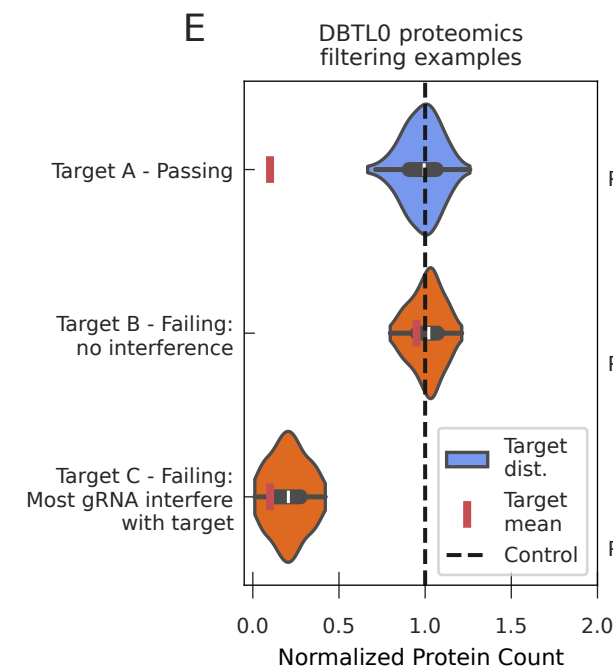 E
DBTL0 proteomics
filtering examples
Target A - Passing
Target B - Failing:
no interference
Target C - Failing:
Most gRNA interfere
with target
Target
dist.
Target
mean
Control
0.0 0.5 1.0 1.5 2.0
Normalized Protein Count